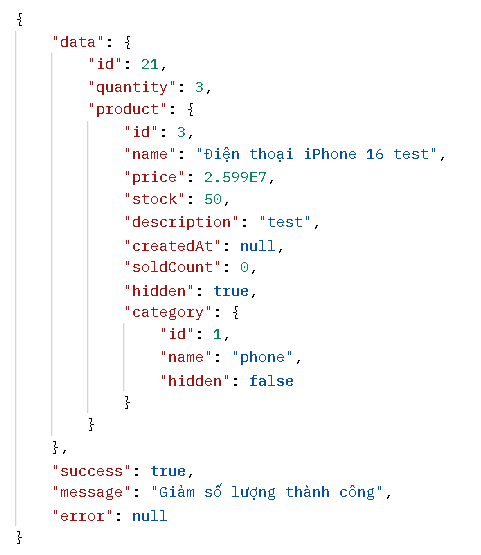 {
    "data": {
        "id": 21,
        "quantity": 3,
        "product": {
            "id": 3,
            "name": "Điện thoại iPhone 16 test",
            "price": 2.599E7,
            "stock": 50,
            "description": "test",
            "createdAt": null,
            "soldCount": 0,
            "hidden": true,
            "category": {
                "id": 1,
                "name": "phone",
                "hidden": false
            }
        }
    },
    "success": true,
    "message": "Giảm số lượng thành công",
    "error": null
}